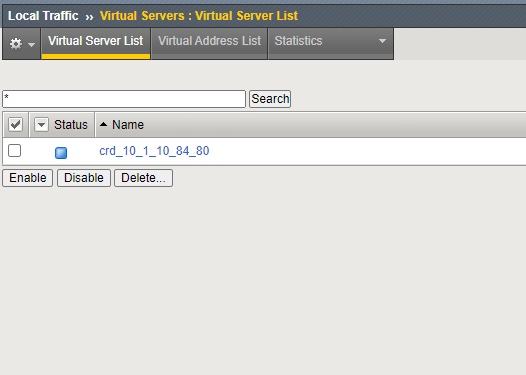 Local Traffic ›› Virtual Servers : Virtual Server List
Virtual Server List Virtual Address List Statistics
* Search
Status Name
crd_10_1_10_84_80
Enable Disable Delete...